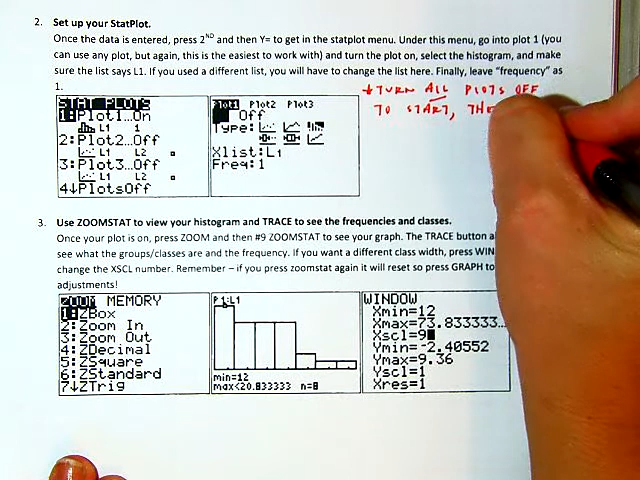 2. Set up your StatPlot.
Once the data is entered, press 2ND and then Y= to get in the statplot menu. Under this menu, go into plot 1 (you
can use any plot, but again, this is the easiest to work with) and turn the plot on, select the histogram, and make
sure the list says L1. If you used a different list, you will have to change the list here. Finally, leave "frequency" as
1.
TURN ALL PLOTS OFF
TO START, THE
STAT PLOTS
1:Plot1…On
L1 1
2:Plot2…Off
L1 L2
3:Plot3…Off
L1 L2
4↓PlotsOff
Plot1 Plot2 Plot3
Off
Type:
Xlist:L1
Freq:1
3. Use ZOOMSTAT to view your histogram and TRACE to see the frequencies and classes.
Once your plot is on, press ZOOM and then #9 ZOOMSTAT to see your graph. The TRACE button a
see what the groups/classes are and the frequency. If you want a different class width, press WIN
change the XSCL number. Remember – if you press zoomstat again it will reset so press GRAPH to
adjustments!
ZOOM MEMORY
1:ZBox
2:Zoom In
3:Zoom Out
4:ZDecimal
5:ZSquare
6:ZStandard
7↓ZTrig
P1:L1
min=12
max<20.833333 n=8
WINDOW
Xmin=12
Xmax=73.833333…
Xscl=9
Ymin=-2.40552
Ymax=9.36
Yscl=1
Xres=1